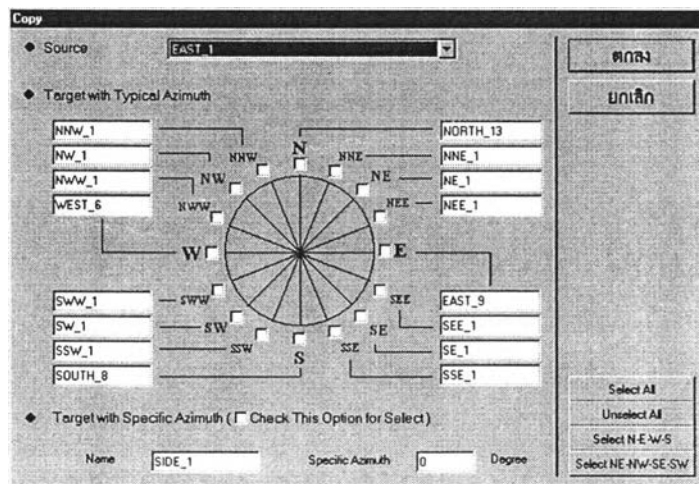 Copy
Source EAST_1
ตกลง
ยกเลิก
Target with Typical Azimuth
NNW_1
NW_1
NWW_1
WEST_6
NORTH_13
NNE_1
NE_1
NEE_1
N
NNW NNE
NW NE
NWW NEE
W E
SWW SEE
SW SE
SSW SSE
S
SWW_1
SW_1
SSW_1
SOUTH_8
EAST_9
SEE_1
SE_1
SSE_1
Target with Specific Azimuth ( Check This Option for Select )
Name SIDE_1 Specific Azimuth 0 Degree
Select All
Unselect All
Select N-E-W-S
Select NE-NW-SE-SW